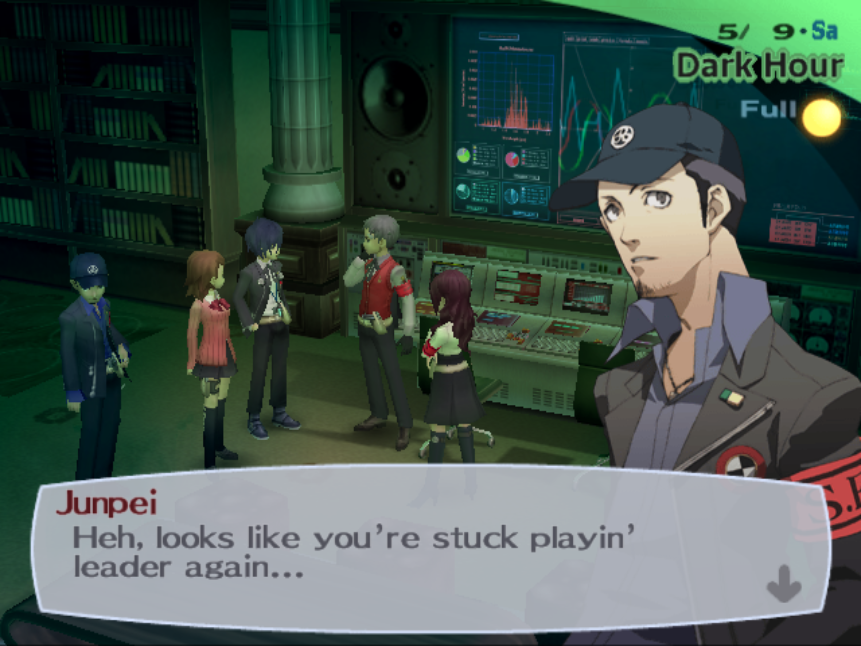 5/ 9•Sa
Dark Hour
Full
Junpei
Heh, looks like you're stuck playin'
leader again...